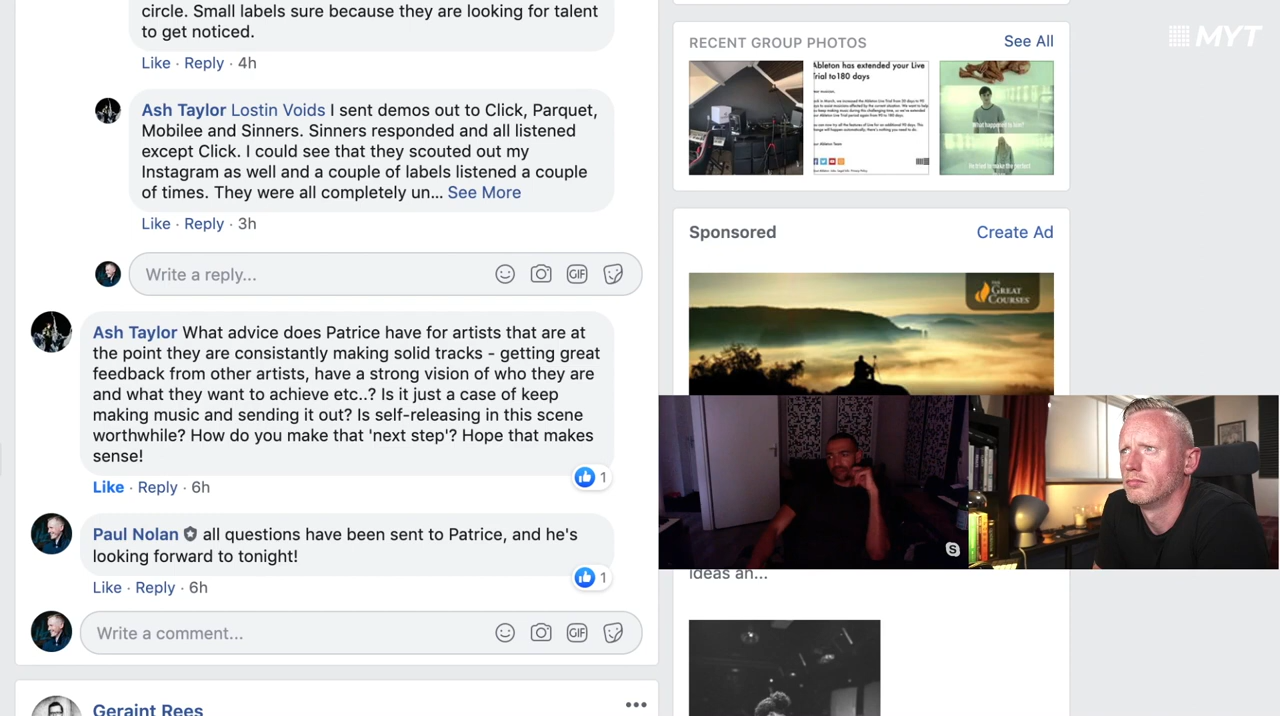 circle. Small labels sure because they are looking for talent
to get noticed.
Like · Reply · 4h
Ash Taylor Lostin Voids I sent demos out to Click, Parquet,
Mobilee and Sinners. Sinners responded and all listened
except Click. I could see that they scouted out my
Instagram as well and a couple of labels listened a couple
of times. They were all completely un... See More
Like · Reply · 3h
Write a reply...
GIF
Ash Taylor What advice does Patrice have for artists that are at
the point they are consistantly making solid tracks - getting great
feedback from other artists, have a strong vision of who they are
and what they want to achieve etc..? Is it just a case of keep
making music and sending it out? Is self-releasing in this scene
worthwhile? How do you make that 'next step'? Hope that makes
sense!
1
Like · Reply · 6h
Paul Nolan all questions have been sent to Patrice, and he's
looking forward to tonight!
1
Like · Reply · 6h
Write a comment...
GIF
Geraint Rees
RECENT GROUP PHOTOS
See All
Ableton has extended your Live
Trial to 180 days
What happened to love?
Sponsored
Create Ad
THE GREAT COURSES
ideas an...
MYT